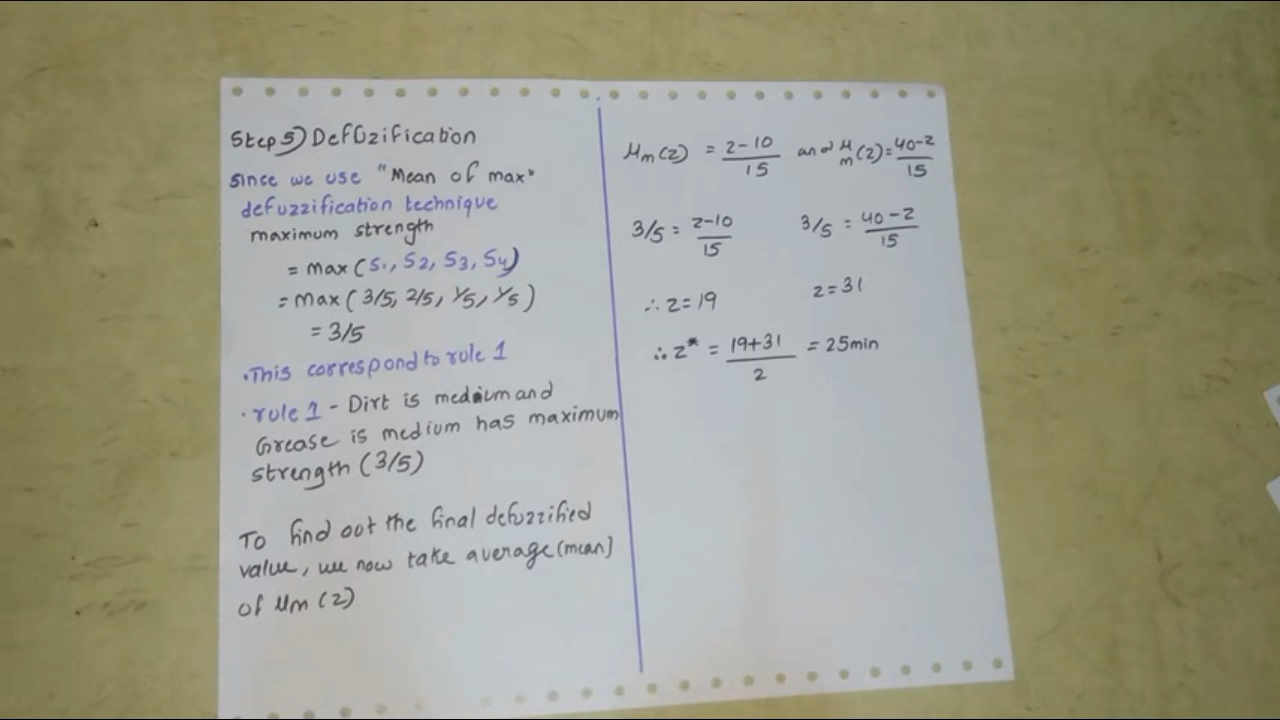 Step 5) Defuzification
Since we use "Mean of max"
defuzzification technique
maximum strength
= max (S1, S2, S3, S4)
= max (3/5, 2/5, 1/5, 1/5)
= 3/5
• This correspond to rule 1
• rule 1 - Dirt is medium and
Grease is medium has maximum
strength (3/5)
To find out the final defuzzified
value, we now take average (mean)
of μm (z)
μm (z) = z-10/15 and μm (z) = 40-z/15
3/5 = z-10/15 3/5 = 40-z/15
∴ z = 19 z = 31
∴ z* = 19+31/2 = 25min